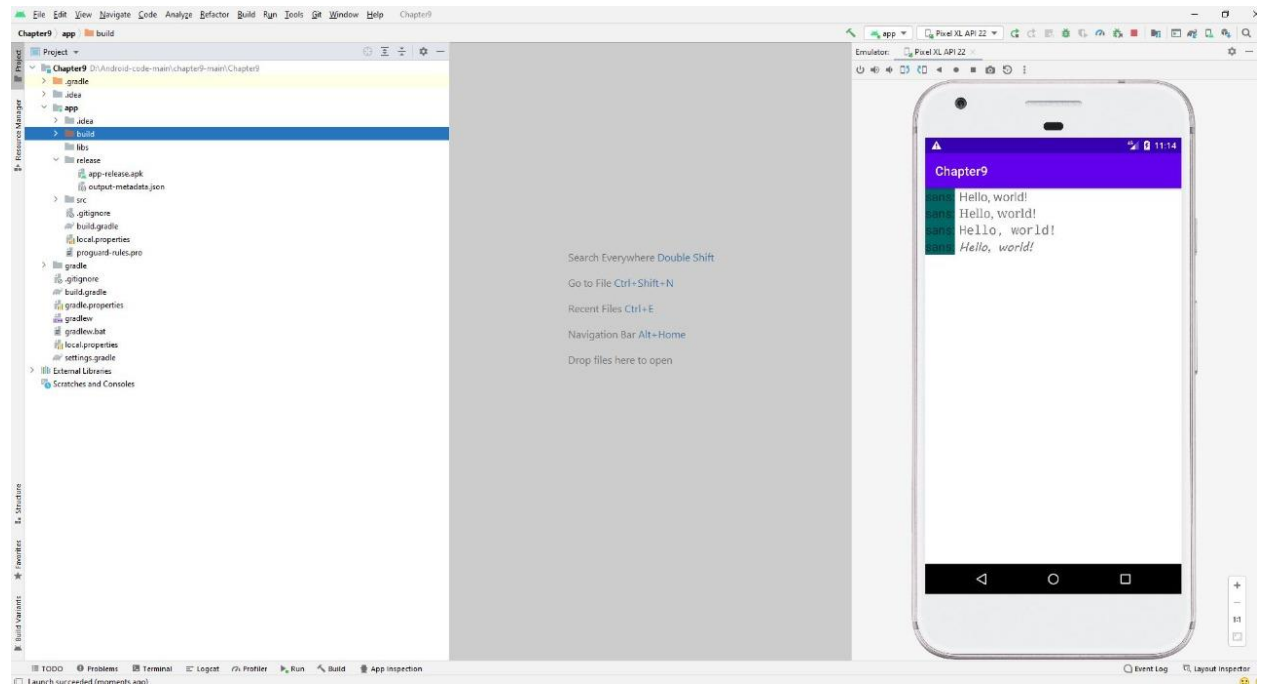 File Edit View Navigate Code Analyze Refactor Build Run Tools Git Window Help Chapter9
Chapter9 app build
app Pixel XL API 22
Project
Emulator: Pixel XL API 22
Chapter9 D:\Android-code-main\chapter9-main\Chapter9
.gradle
.idea
app
.idea
build
libs
release
app-release.apk
output-metadata.json
src
.gitignore
build.gradle
local.properties
proguard-rules.pro
gradle
.gitignore
build.gradle
gradle.properties
gradlew
gradlew.bat
local.properties
settings.gradle
External Libraries
Scratches and Consoles
Project
Resource Manager
Structure
Favorites
Build Variants
Search Everywhere Double Shift
Go to File Ctrl+Shift+N
Recent Files Ctrl+E
Navigation Bar Alt+Home
Drop files here to open
11:14
Chapter9
sans: Hello, world!
sans: Hello, world!
sans: Hello, world!
sans: Hello, world!
1:1
TODO Problems Terminal Logcat Profiler Run Build App Inspection
Event Log Layout Inspector
Launch succeeded (moments ago)